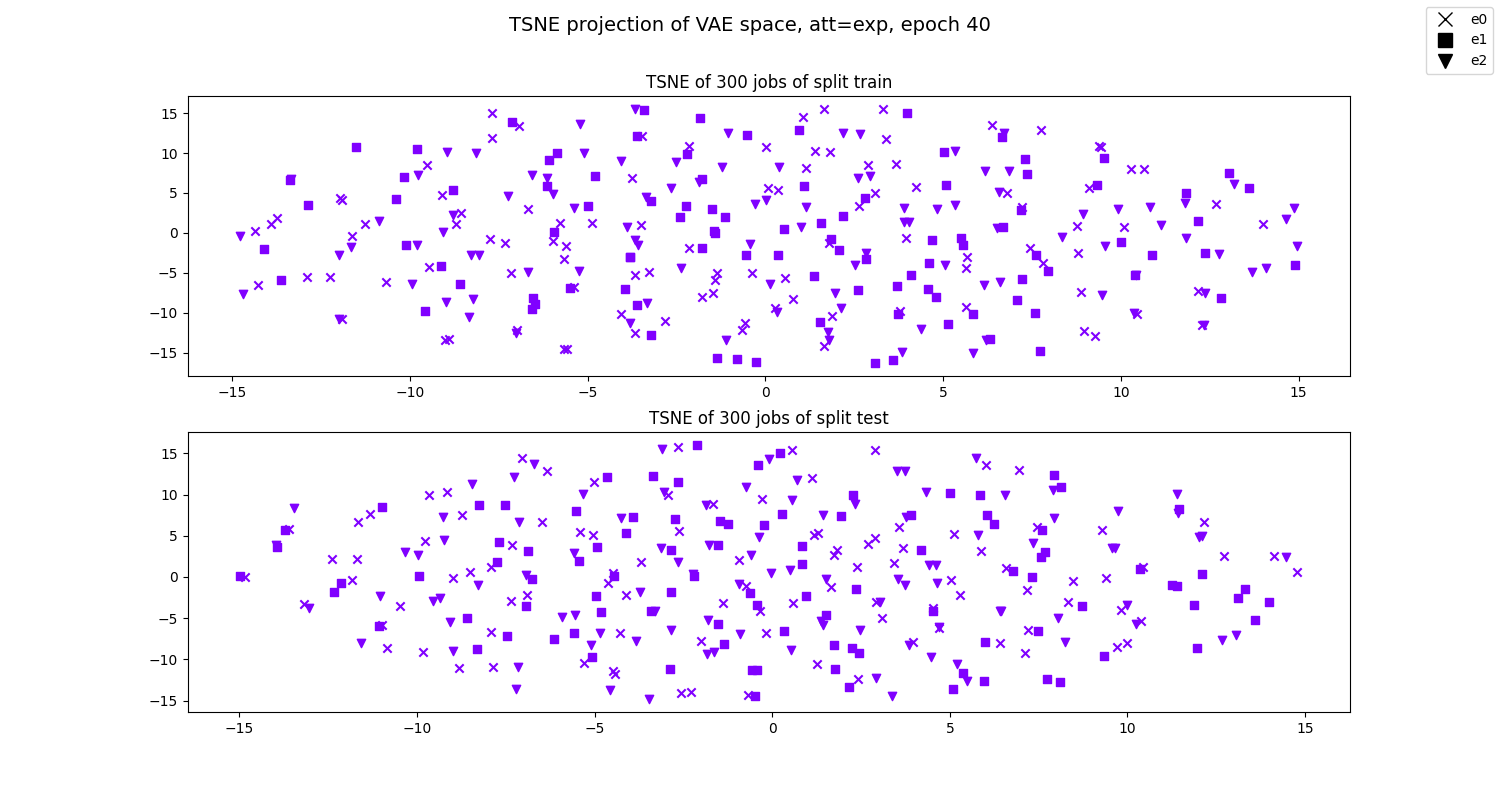 TSNE projection of VAE space, att=exp, epoch 40
e0
e1
e2
TSNE of 300 jobs of split train
15
10
5
0
−5
−10
−15
−15 −10 −5 0 5 10 15
TSNE of 300 jobs of split test
15
10
5
0
−5
−10
−15
−15 −10 −5 0 5 10 15